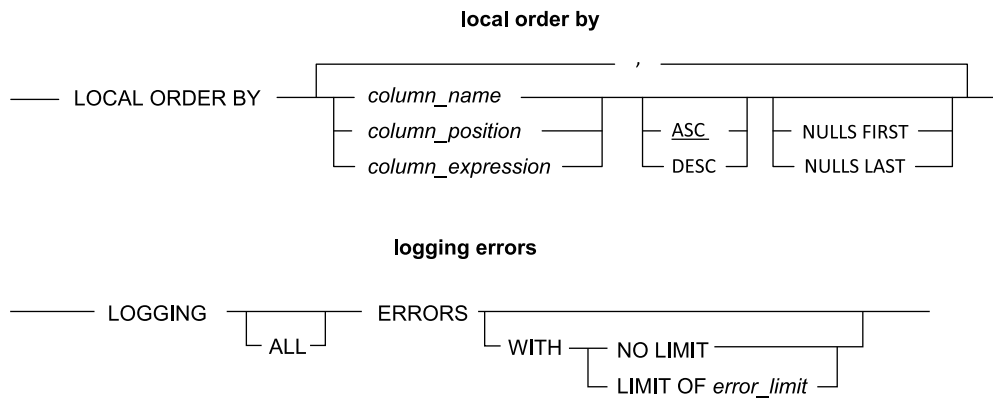 local order by
,
LOCAL ORDER BY column_name
column_position ASC NULLS FIRST
column_expression DESC NULLS LAST
logging errors
LOGGING ERRORS
ALL WITH NO LIMIT
LIMIT OF error_limit